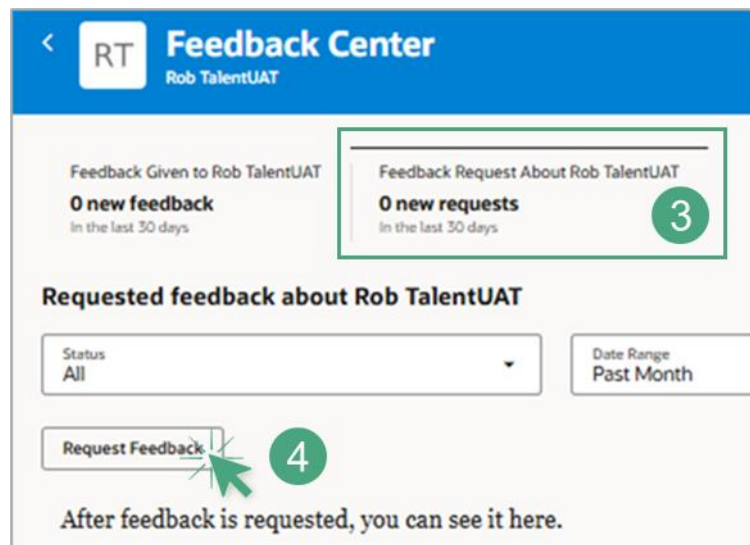 RT
Feedback Center
Rob TalentUAT
Feedback Given to Rob TalentUAT
0 new feedback
In the last 30 days
Feedback Request About Rob TalentUAT
0 new requests
In the last 30 days
3
Requested feedback about Rob TalentUAT
Status
All
Date Range
Past Month
Request Feedback
4
After feedback is requested, you can see it here.